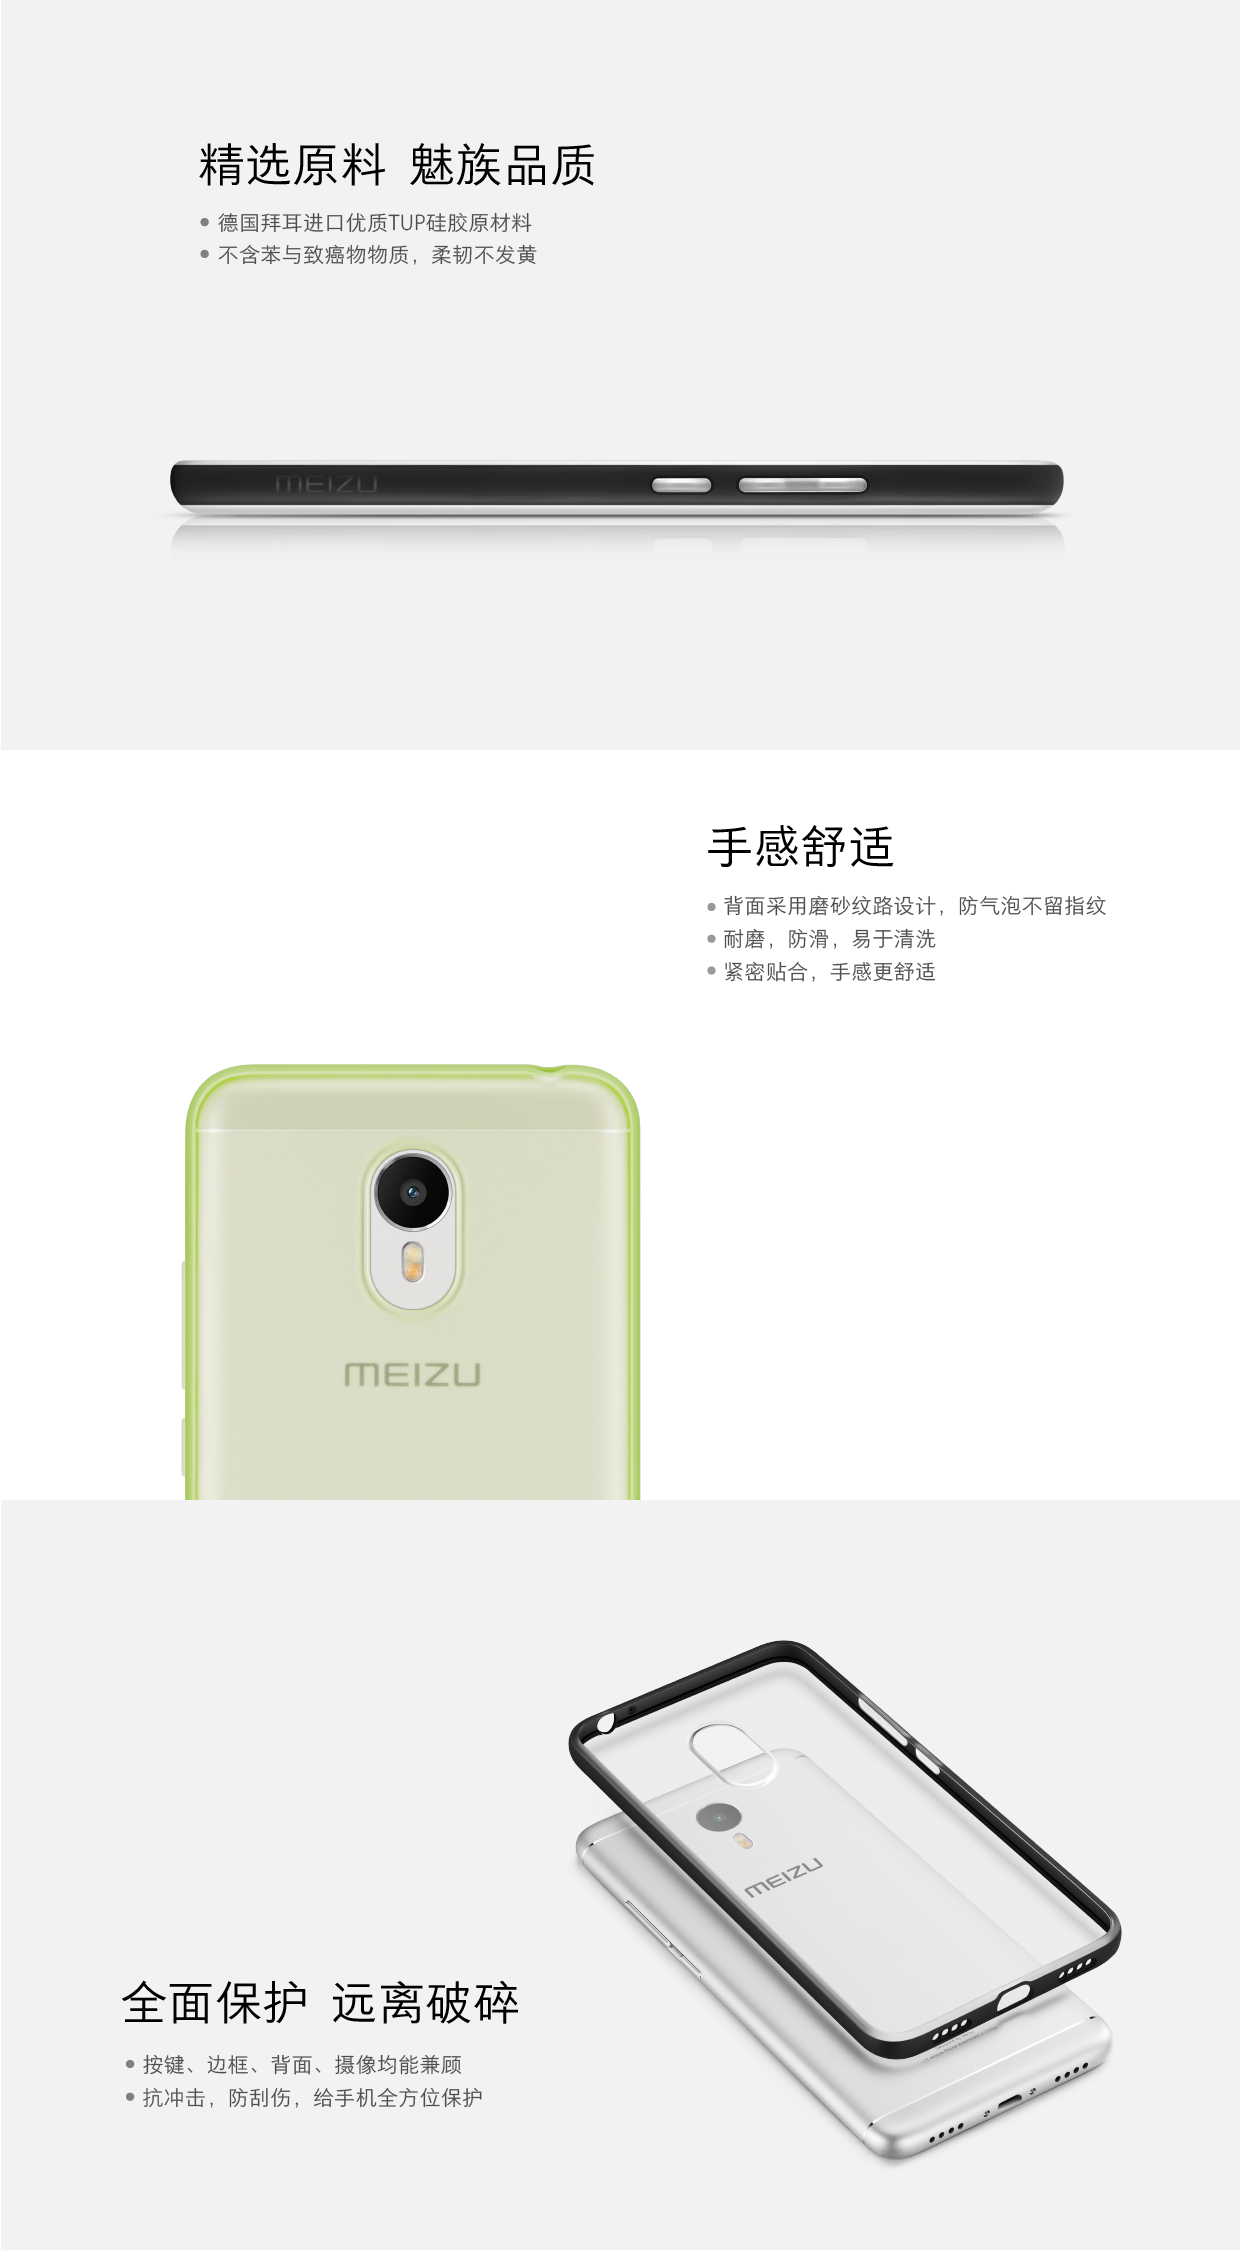 精选原料 魅族品质
德国拜耳进口优质TUP硅胶原材料
不含苯与致癌物物质，柔韧不发黄
MEIZU
手感舒适
背面采用磨砂纹路设计，防气泡不留指纹
耐磨，防滑，易于清洗
紧密贴合，手感更舒适
MEIZU
MEIZU
全面保护 远离破碎
按键、边框、背面、摄像均能兼顾
抗冲击，防刮伤，给手机全方位保护